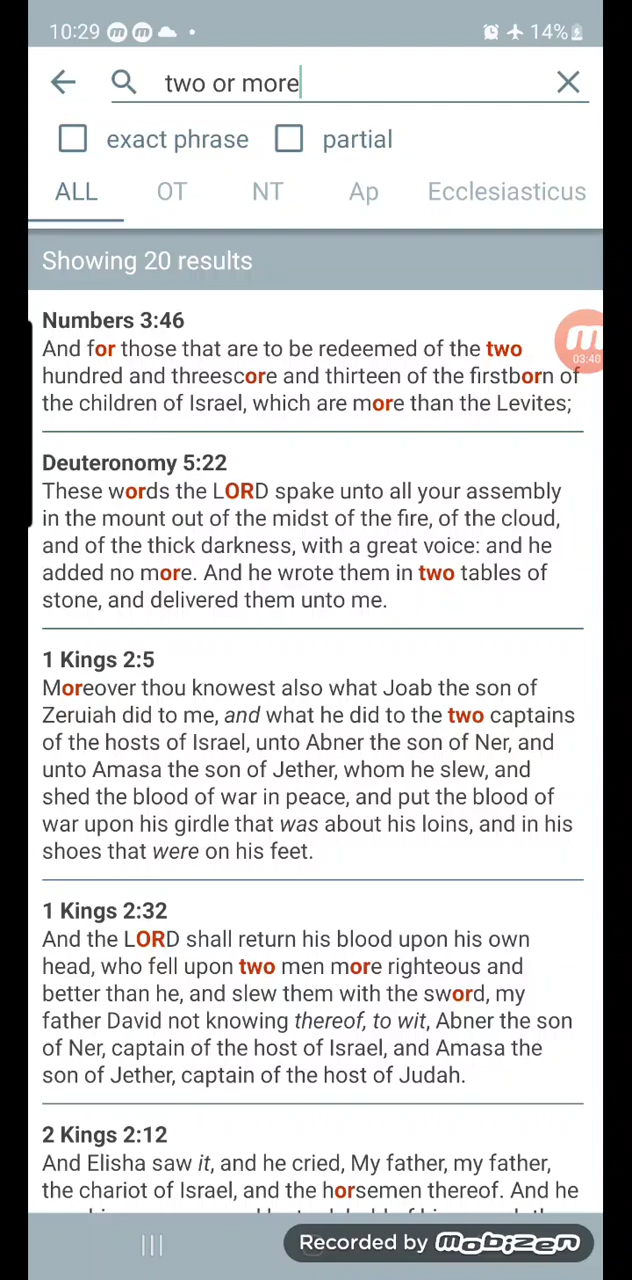 10:29 m m
14%
two or more
exact phrase partial
ALL OT NT Ap Ecclesiasticus
Showing 20 results
Numbers 3:46
And for those that are to be redeemed of the two
hundred and threescore and thirteen of the firstborn of
the children of Israel, which are more than the Levites;
m
03:40
Deuteronomy 5:22
These words the LORD spake unto all your assembly
in the mount out of the midst of the fire, of the cloud,
and of the thick darkness, with a great voice: and he
added no more. And he wrote them in two tables of
stone, and delivered them unto me.
1 Kings 2:5
Moreover thou knowest also what Joab the son of
Zeruiah did to me, and what he did to the two captains
of the hosts of Israel, unto Abner the son of Ner, and
unto Amasa the son of Jether, whom he slew, and
shed the blood of war in peace, and put the blood of
war upon his girdle that was about his loins, and in his
shoes that were on his feet.
1 Kings 2:32
And the LORD shall return his blood upon his own
head, who fell upon two men more righteous and
better than he, and slew them with the sword, my
father David not knowing thereof, to wit, Abner the son
of Ner, captain of the host of Israel, and Amasa the
son of Jether, captain of the host of Judah.
2 Kings 2:12
And Elisha saw it, and he cried, My father, my father,
the chariot of Israel, and the horsemen thereof. And he
Recorded by mobizen